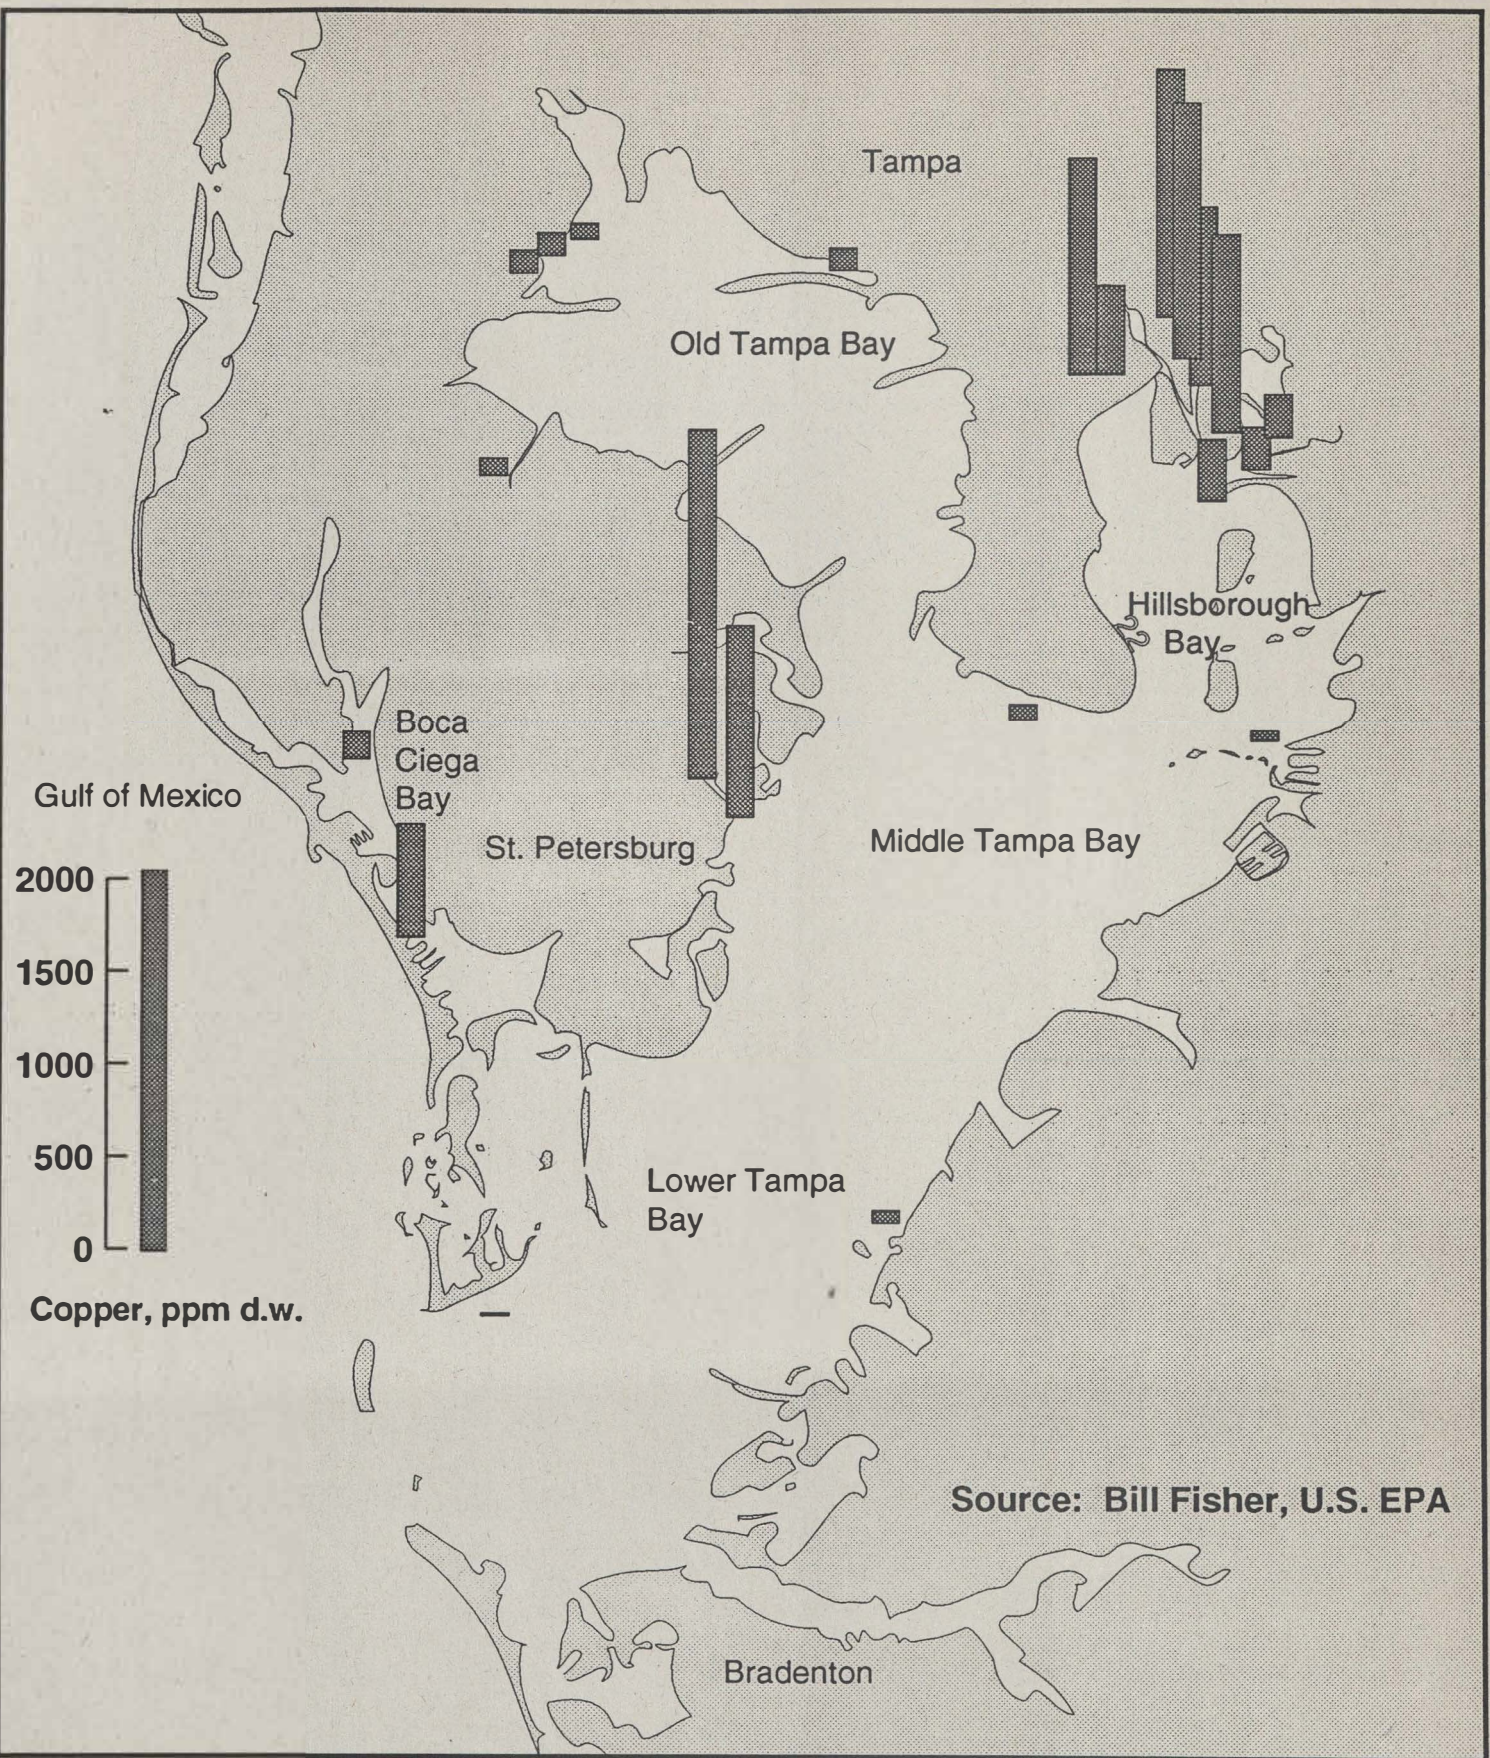 Tampa
Old Tampa Bay
Hillsborough
Bay
Boca
Ciega
Bay
Gulf of Mexico
St. Petersburg
Middle Tampa Bay
2000
1500
1000
500
0
Copper, ppm d.w.
Lower Tampa
Bay
Source: Bill Fisher, U.S. EPA
Bradenton